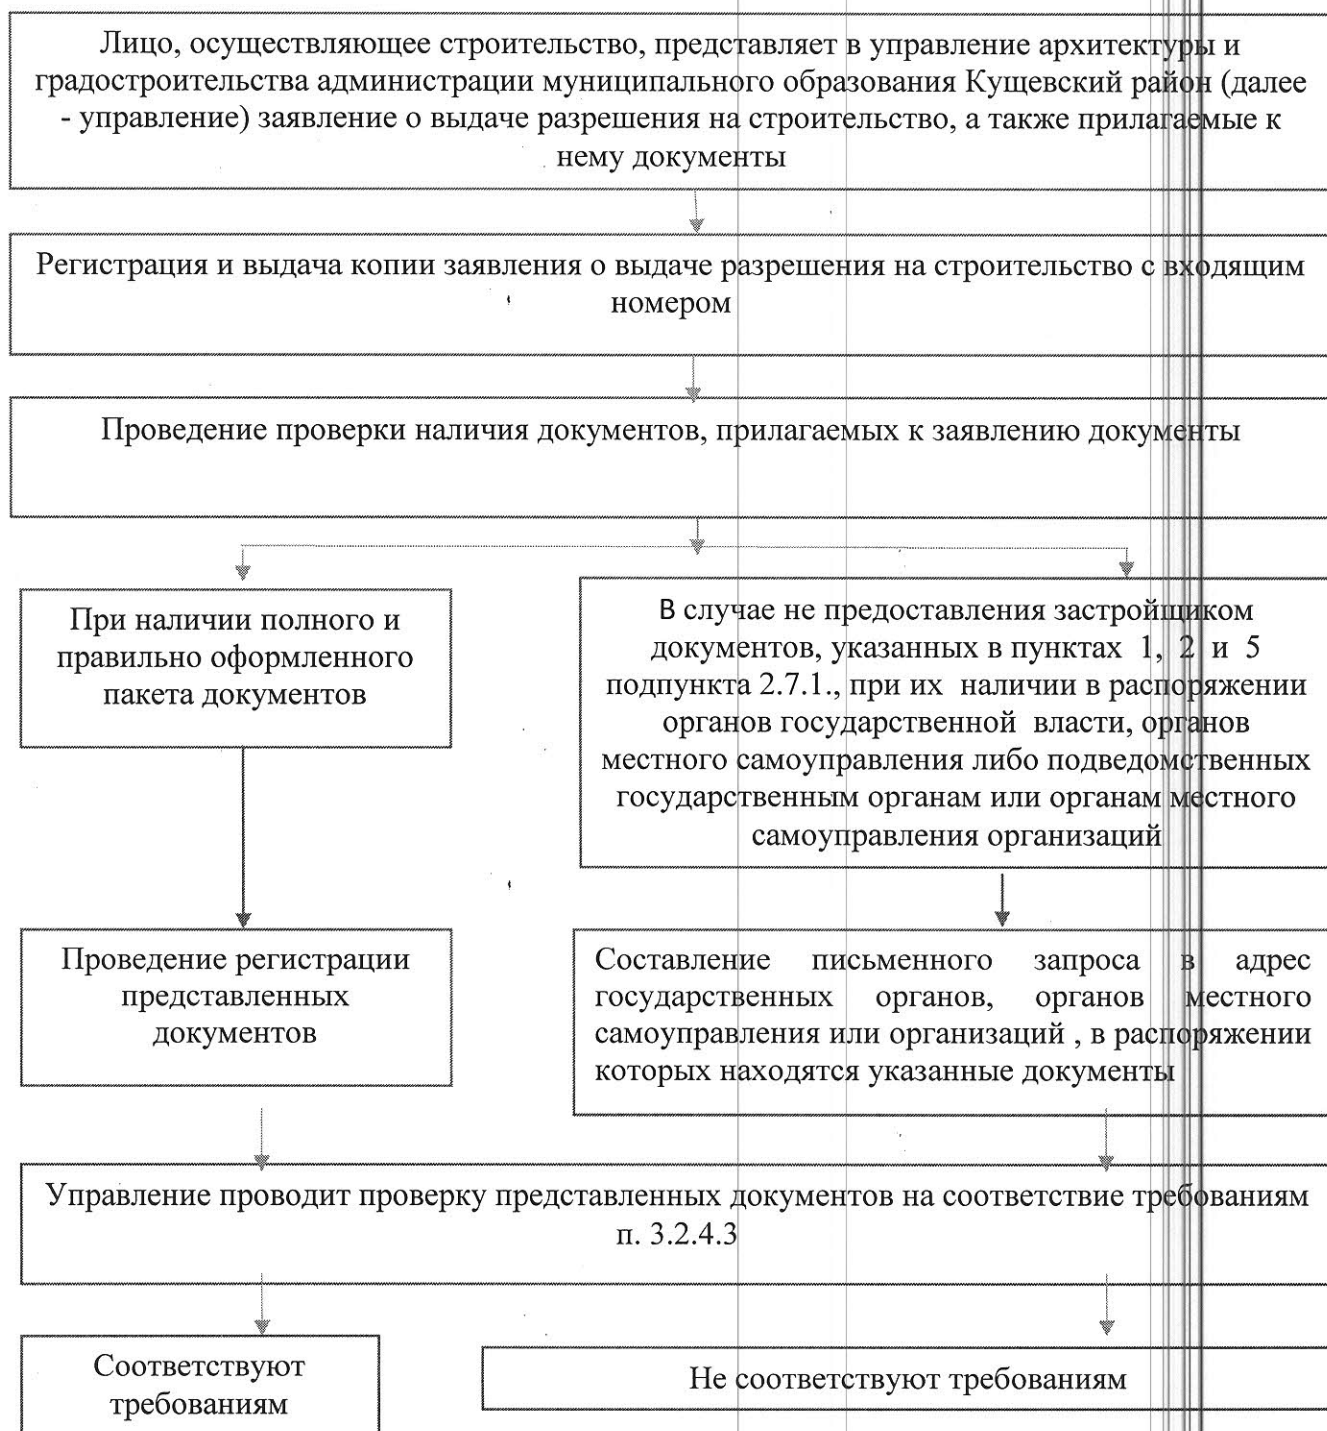 Лицо, осуществляющее строительство, представляет в управление архитектуры и
градостроительства администрации муниципального образования Кущевский район (далее
- управление) заявление о выдаче разрешения на строительство, а также прилагаемые к
нему документы
Регистрация и выдача копии заявления о выдаче разрешения на строительство с входящим
номером
Проведение проверки наличия документов, прилагаемых к заявлению документы
При наличии полного и
правильно оформленного
пакета документов
В случае не предоставления застройщиком
документов, указанных в пунктах 1, 2 и 5
подпункта 2.7.1., при их наличии в распоряжении
органов государственной власти, органов
местного самоуправления либо подведомственных
государственным органам или органам местного
самоуправления организаций
Проведение регистрации
представленных
документов
Составление письменного запроса в адрес
государственных органов, органов местного
самоуправления или организаций , в распоряжении
которых находятся указанные документы
Управление проводит проверку представленных документов на соответствие требованиям
п. 3.2.4.3
Соответствуют
требованиям
Не соответствуют требованиям